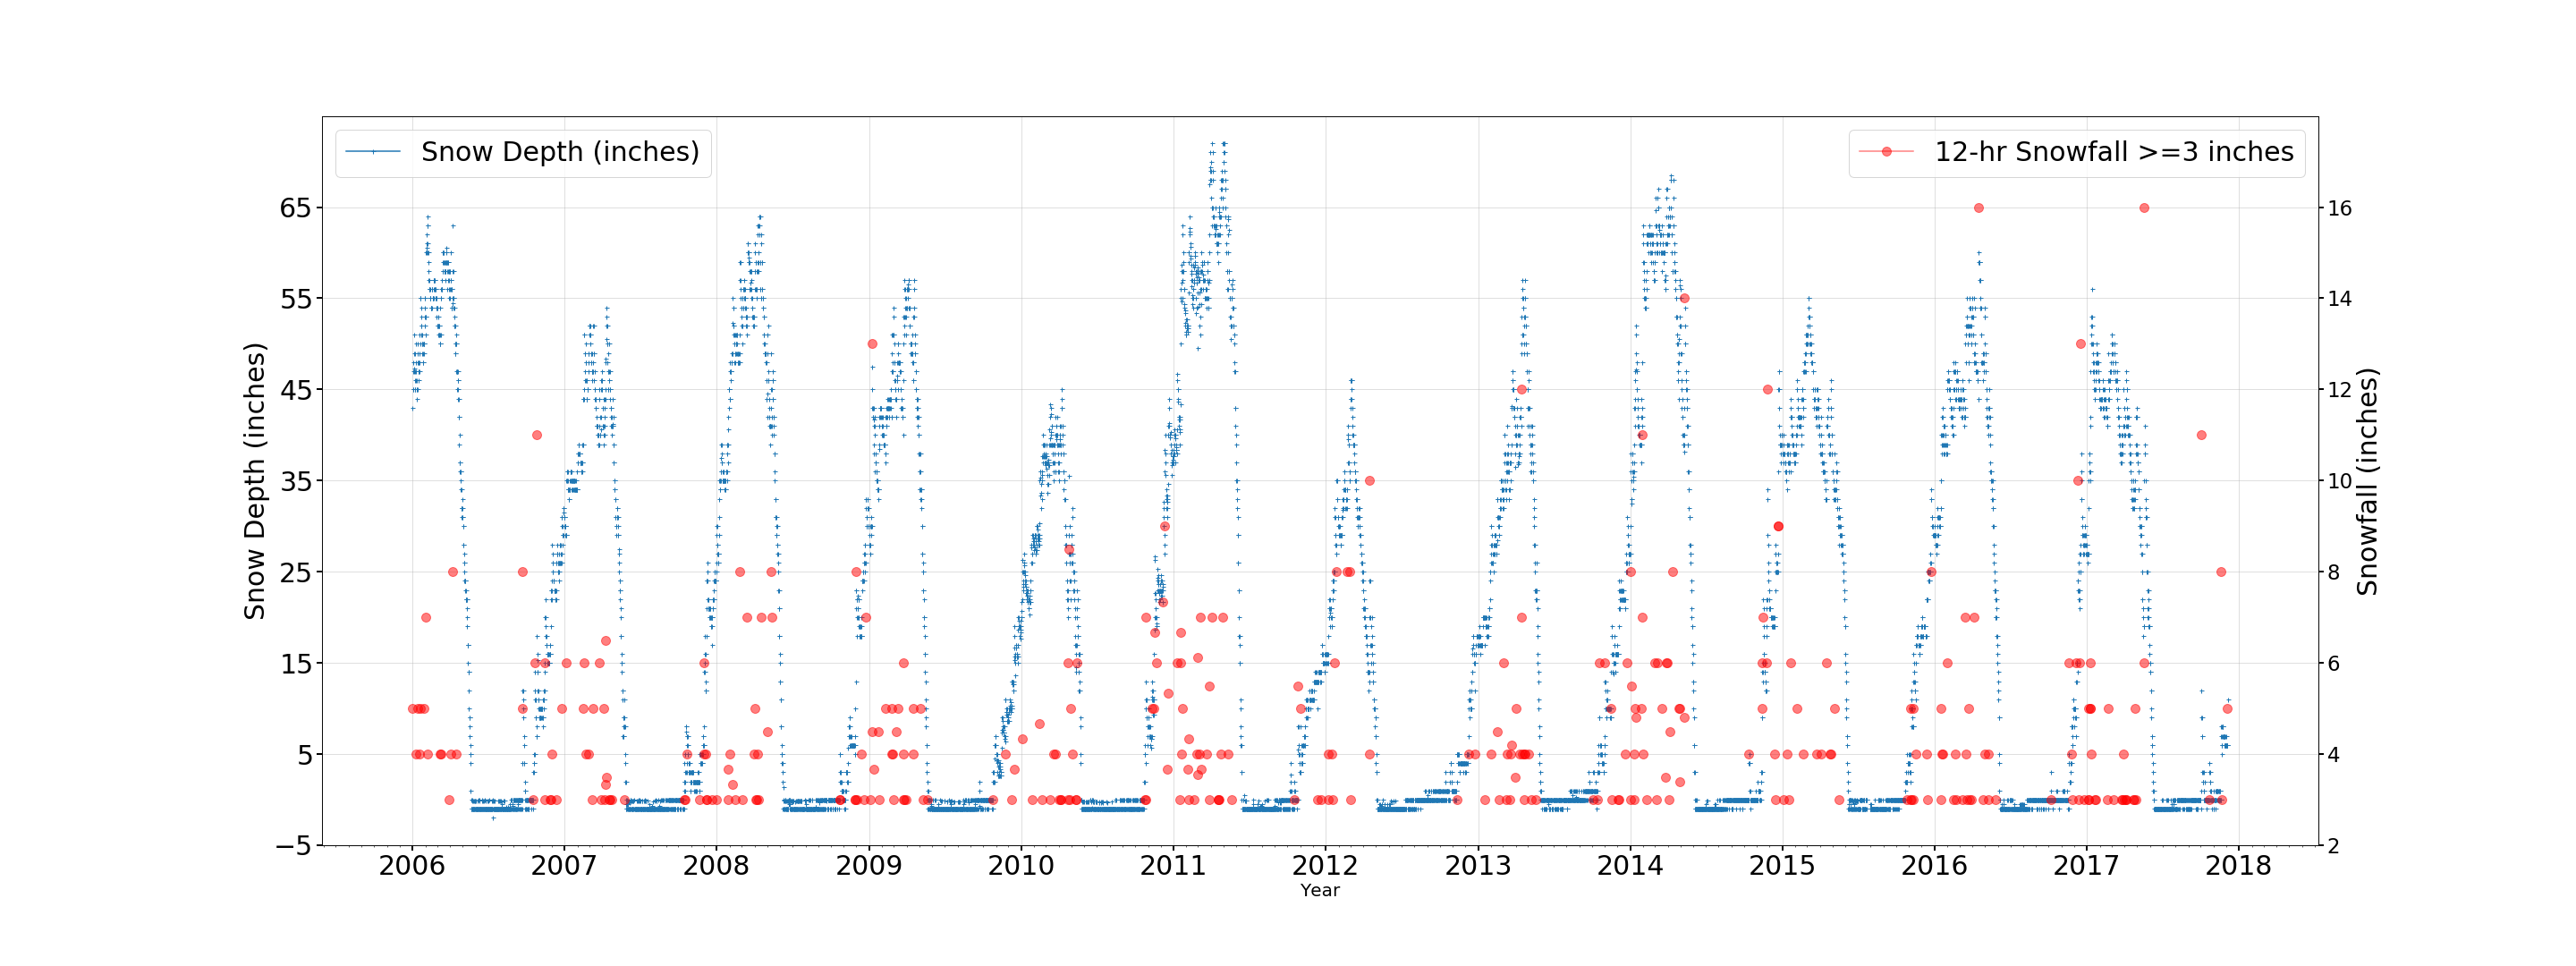 Snow Depth (inches)
12-hr Snowfall >=3 inches
65
55
45
35
25
15
5
−5
Snow Depth (inches)
16
14
12
10
8
6
4
2
Snowfall (inches)
2006 2007 2008 2009 2010 2011 2012 2013 2014 2015 2016 2017 2018
Year